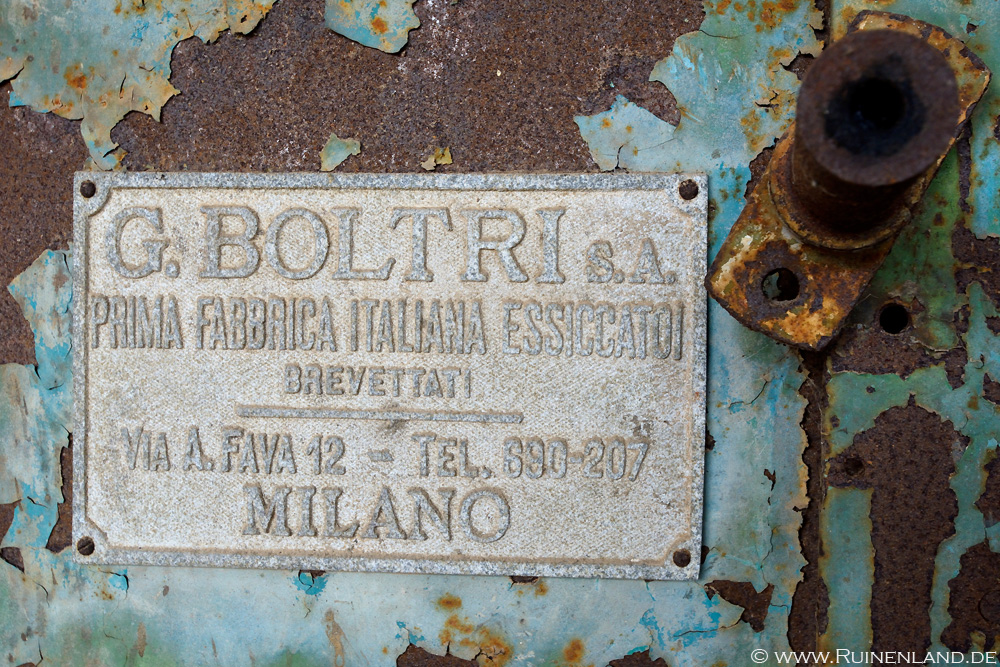 G. BOLTRI S.A.
PRIMA FABBRICA ITALIANA ESSICCATOI
BREVETTATI
VIA A. FAVA 12 - TEL. 690-207
MILANO
© www.Ruinenland.de